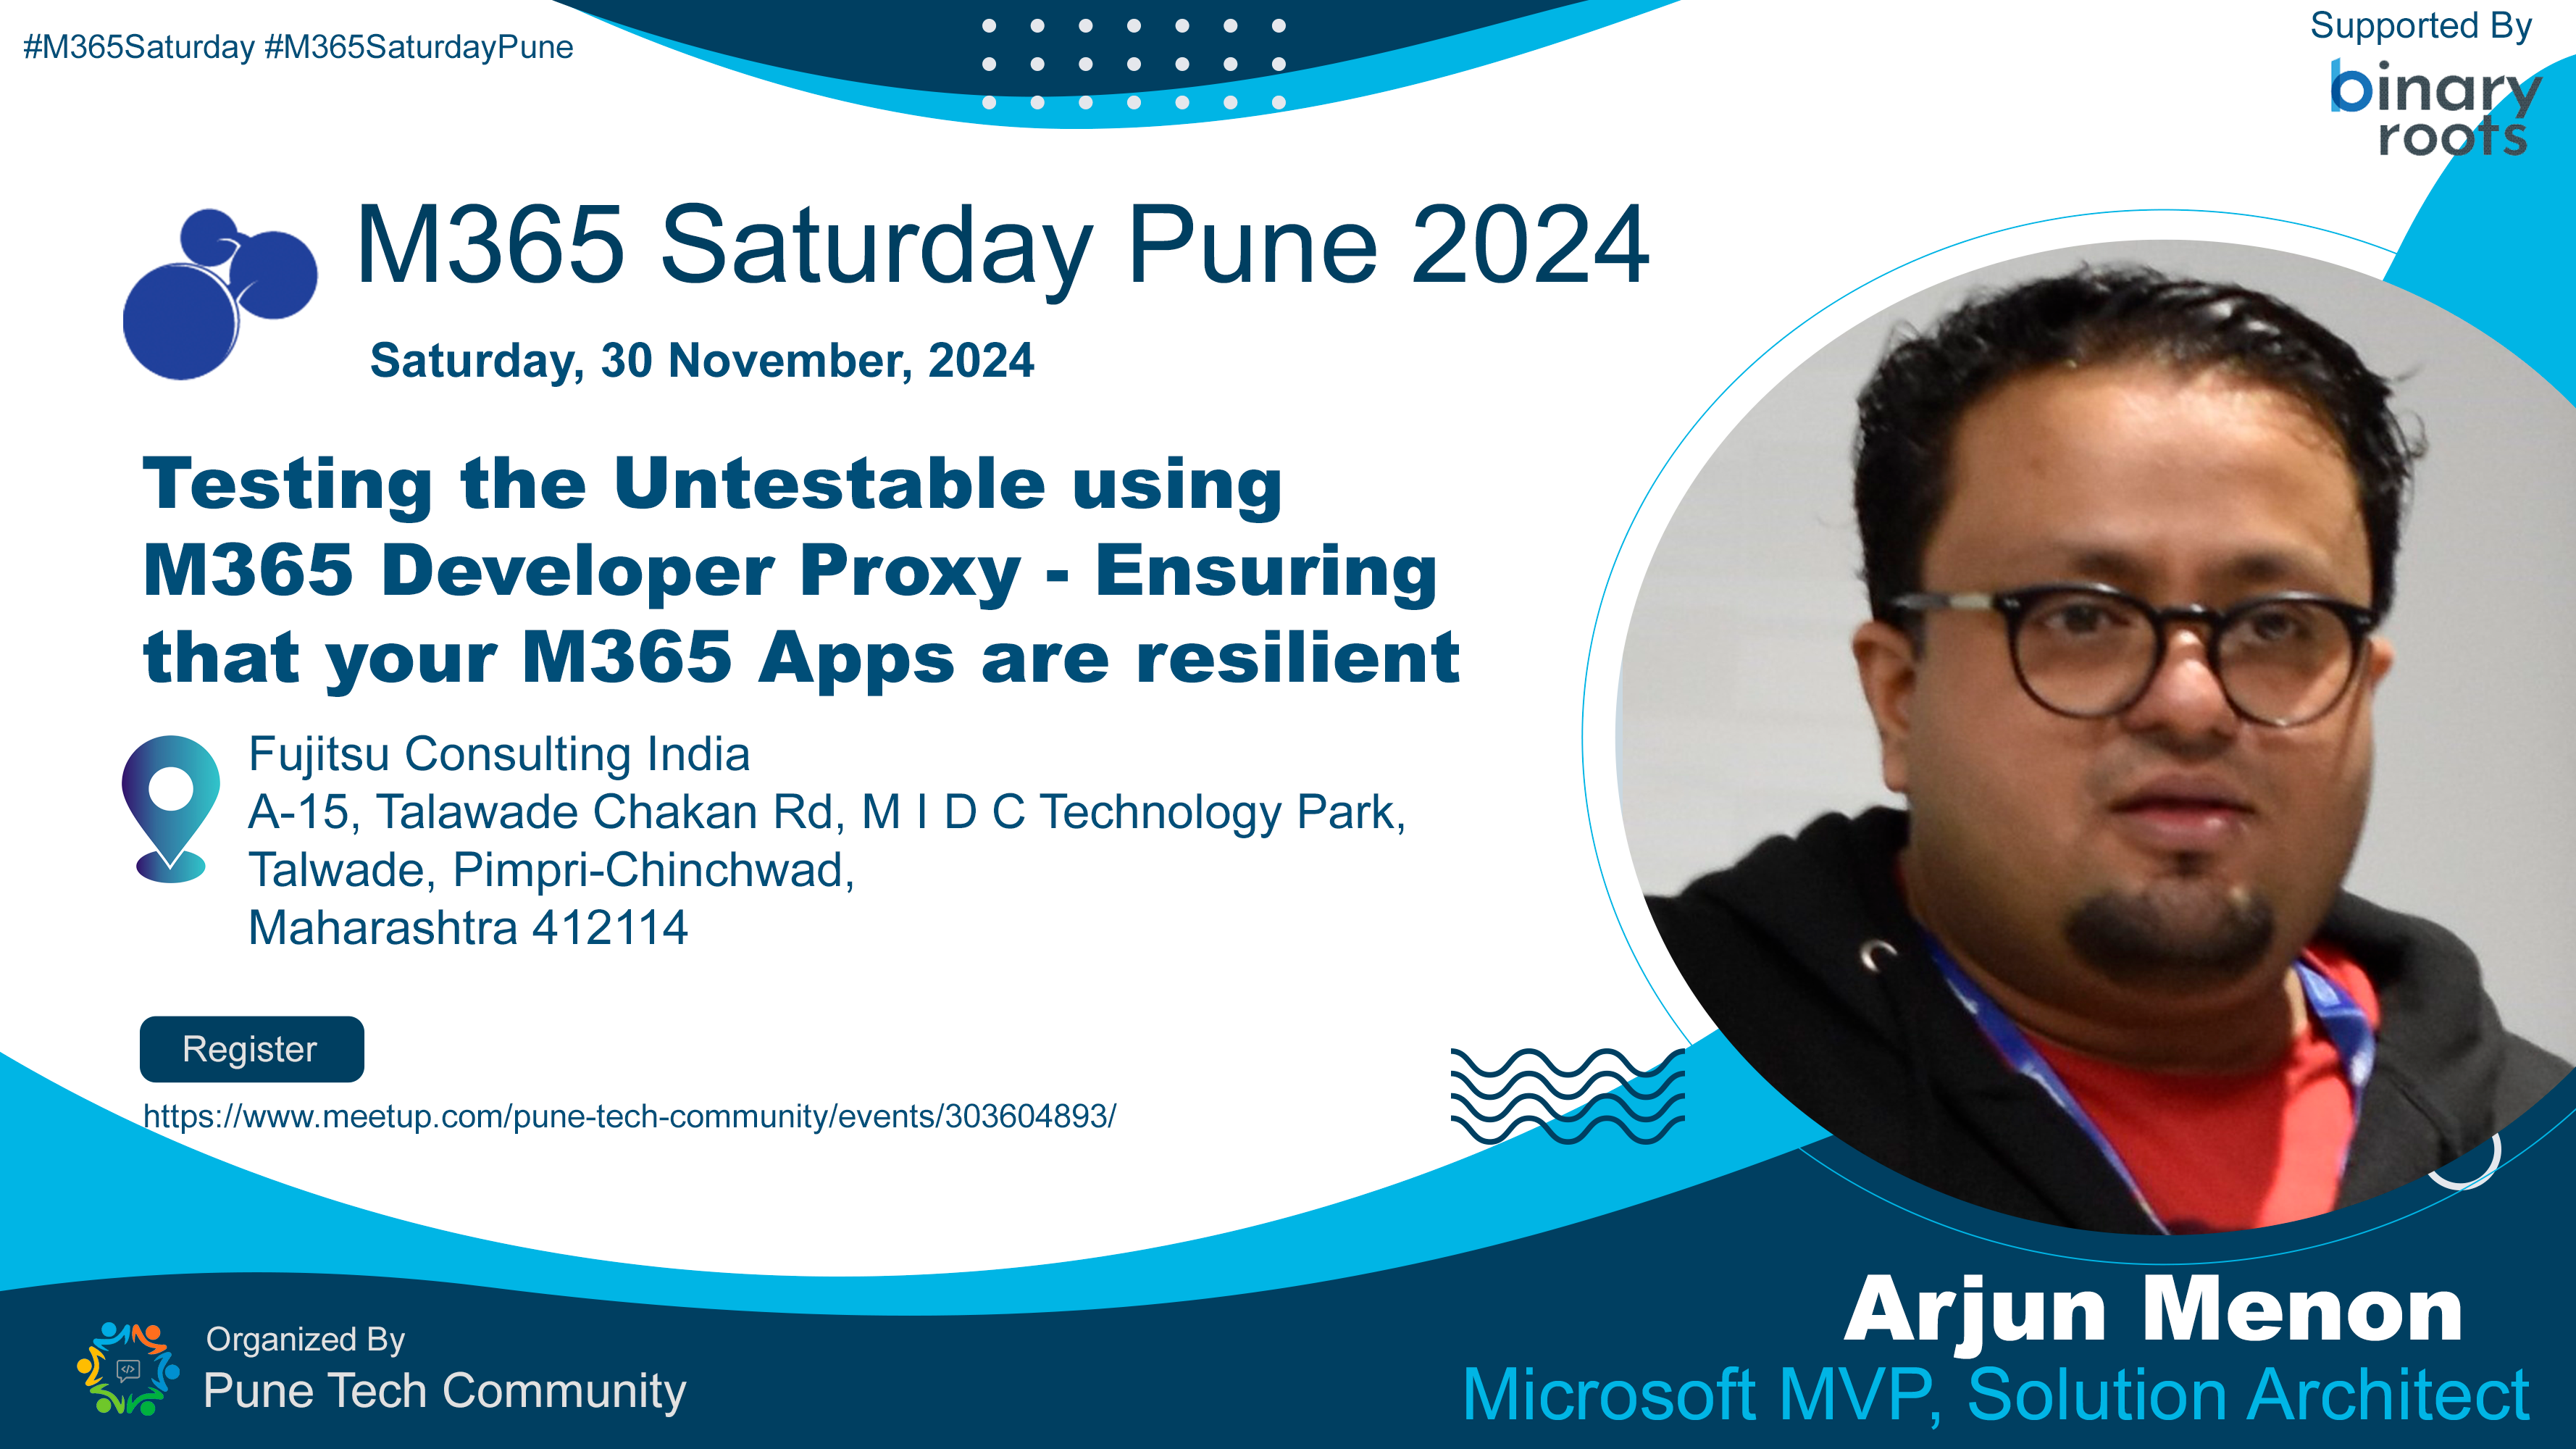 #M365Saturday #M365SaturdayPune
Supported By
binary
roots
M365 Saturday Pune 2024
Saturday, 30 November, 2024
Testing the Untestable using
M365 Developer Proxy - Ensuring
that your M365 Apps are resilient
Fujitsu Consulting India
A-15, Talawade Chakan Rd, M I D C Technology Park,
Talwade, Pimpri-Chinchwad,
Maharashtra 412114
Register
https://www.meetup.com/pune-tech-community/events/303604893/
Organized By
</>
Pune Tech Community
Arjun Menon
Microsoft MVP, Solution Architect